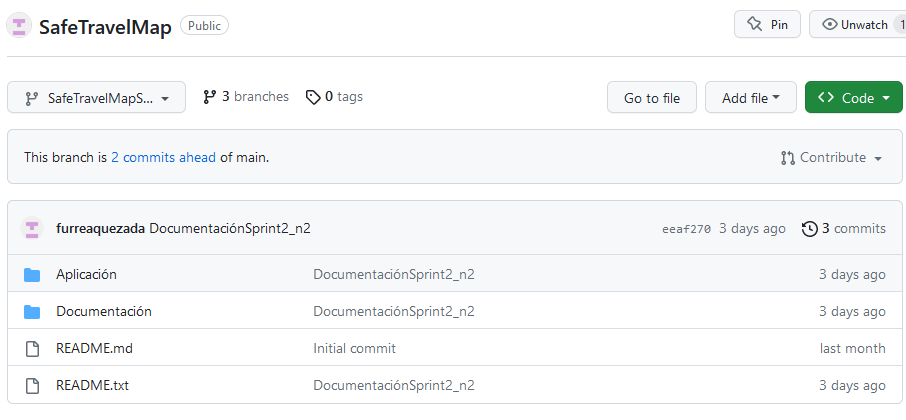 SafeTravelMap Public Pin Unwatch 1
SafeTravelMapS... 3 branches 0 tags Go to file Add file Code
This branch is 2 commits ahead of main. Contribute
furreaquezada DocumentaciónSprint2_n2 eeaf270 3 days ago 3 commits
Aplicación DocumentaciónSprint2_n2 3 days ago
Documentación DocumentaciónSprint2_n2 3 days ago
README.md Initial commit last month
README.txt DocumentaciónSprint2_n2 3 days ago